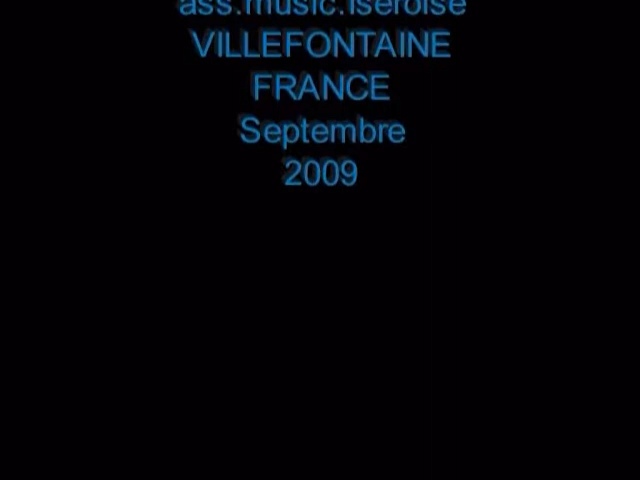 ass.music.iseroise
VILLEFONTAINE
FRANCE
Septembre
2009